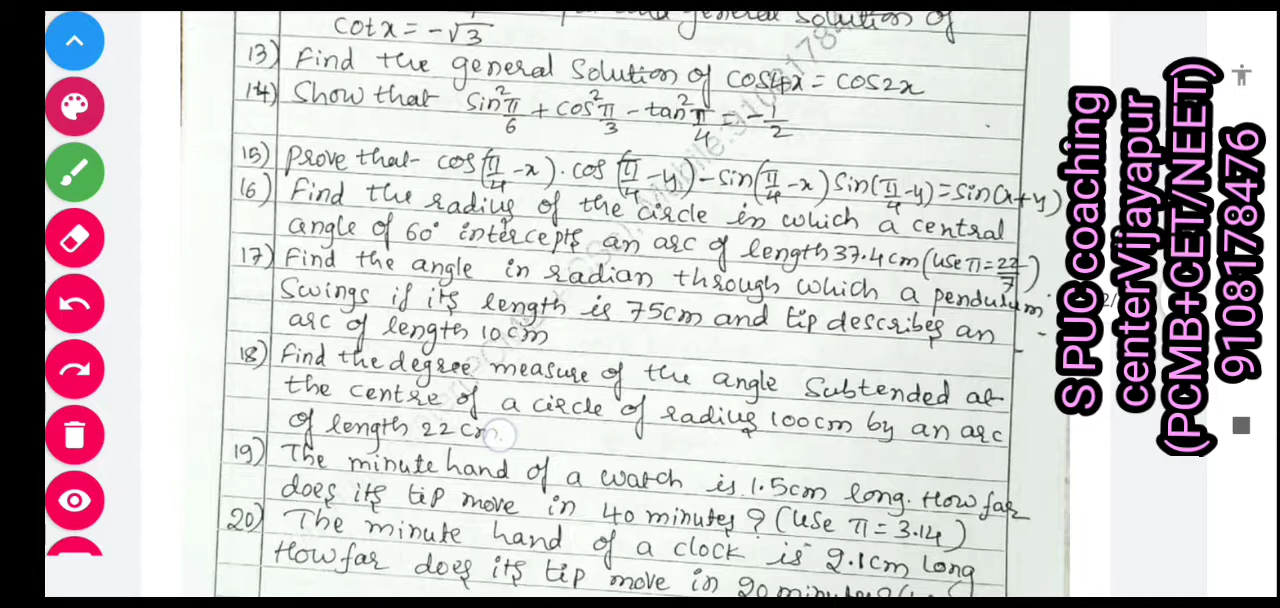 general solution of
cot x = -√3
13) Find the general solution of cos4x = cos2x
14) Show that sin²π/6 + cos²π/3 - tan²π/4 = -1/2
15) Prove that cos(π/4 - x). cos(π/4 - y) - sin(π/4 - x) sin(π/4 - y) = sin(x+y)
16) Find the radius of the circle in which a central
angle of 60° intercepts an arc of length 37.4cm (use π = 22/7)
17) Find the angle in radian through which a pendulum
Swings if its length is 75cm and tip describes an
arc of length 10cm
18) Find the degree measure of the angle Subtended at
the centre of a circle of radius 100cm by an arc
of length 22cm.
19) The minute hand of a watch is 1.5cm long. How far
does its tip move in 40 minutes? (Use π = 3.14)
20) The minute hand of a clock is 2.1cm long
How far does its tip move in 20 minutes?
S PUC coaching
centerVijayapur
(PCMB+CET/NEET)
9108178476